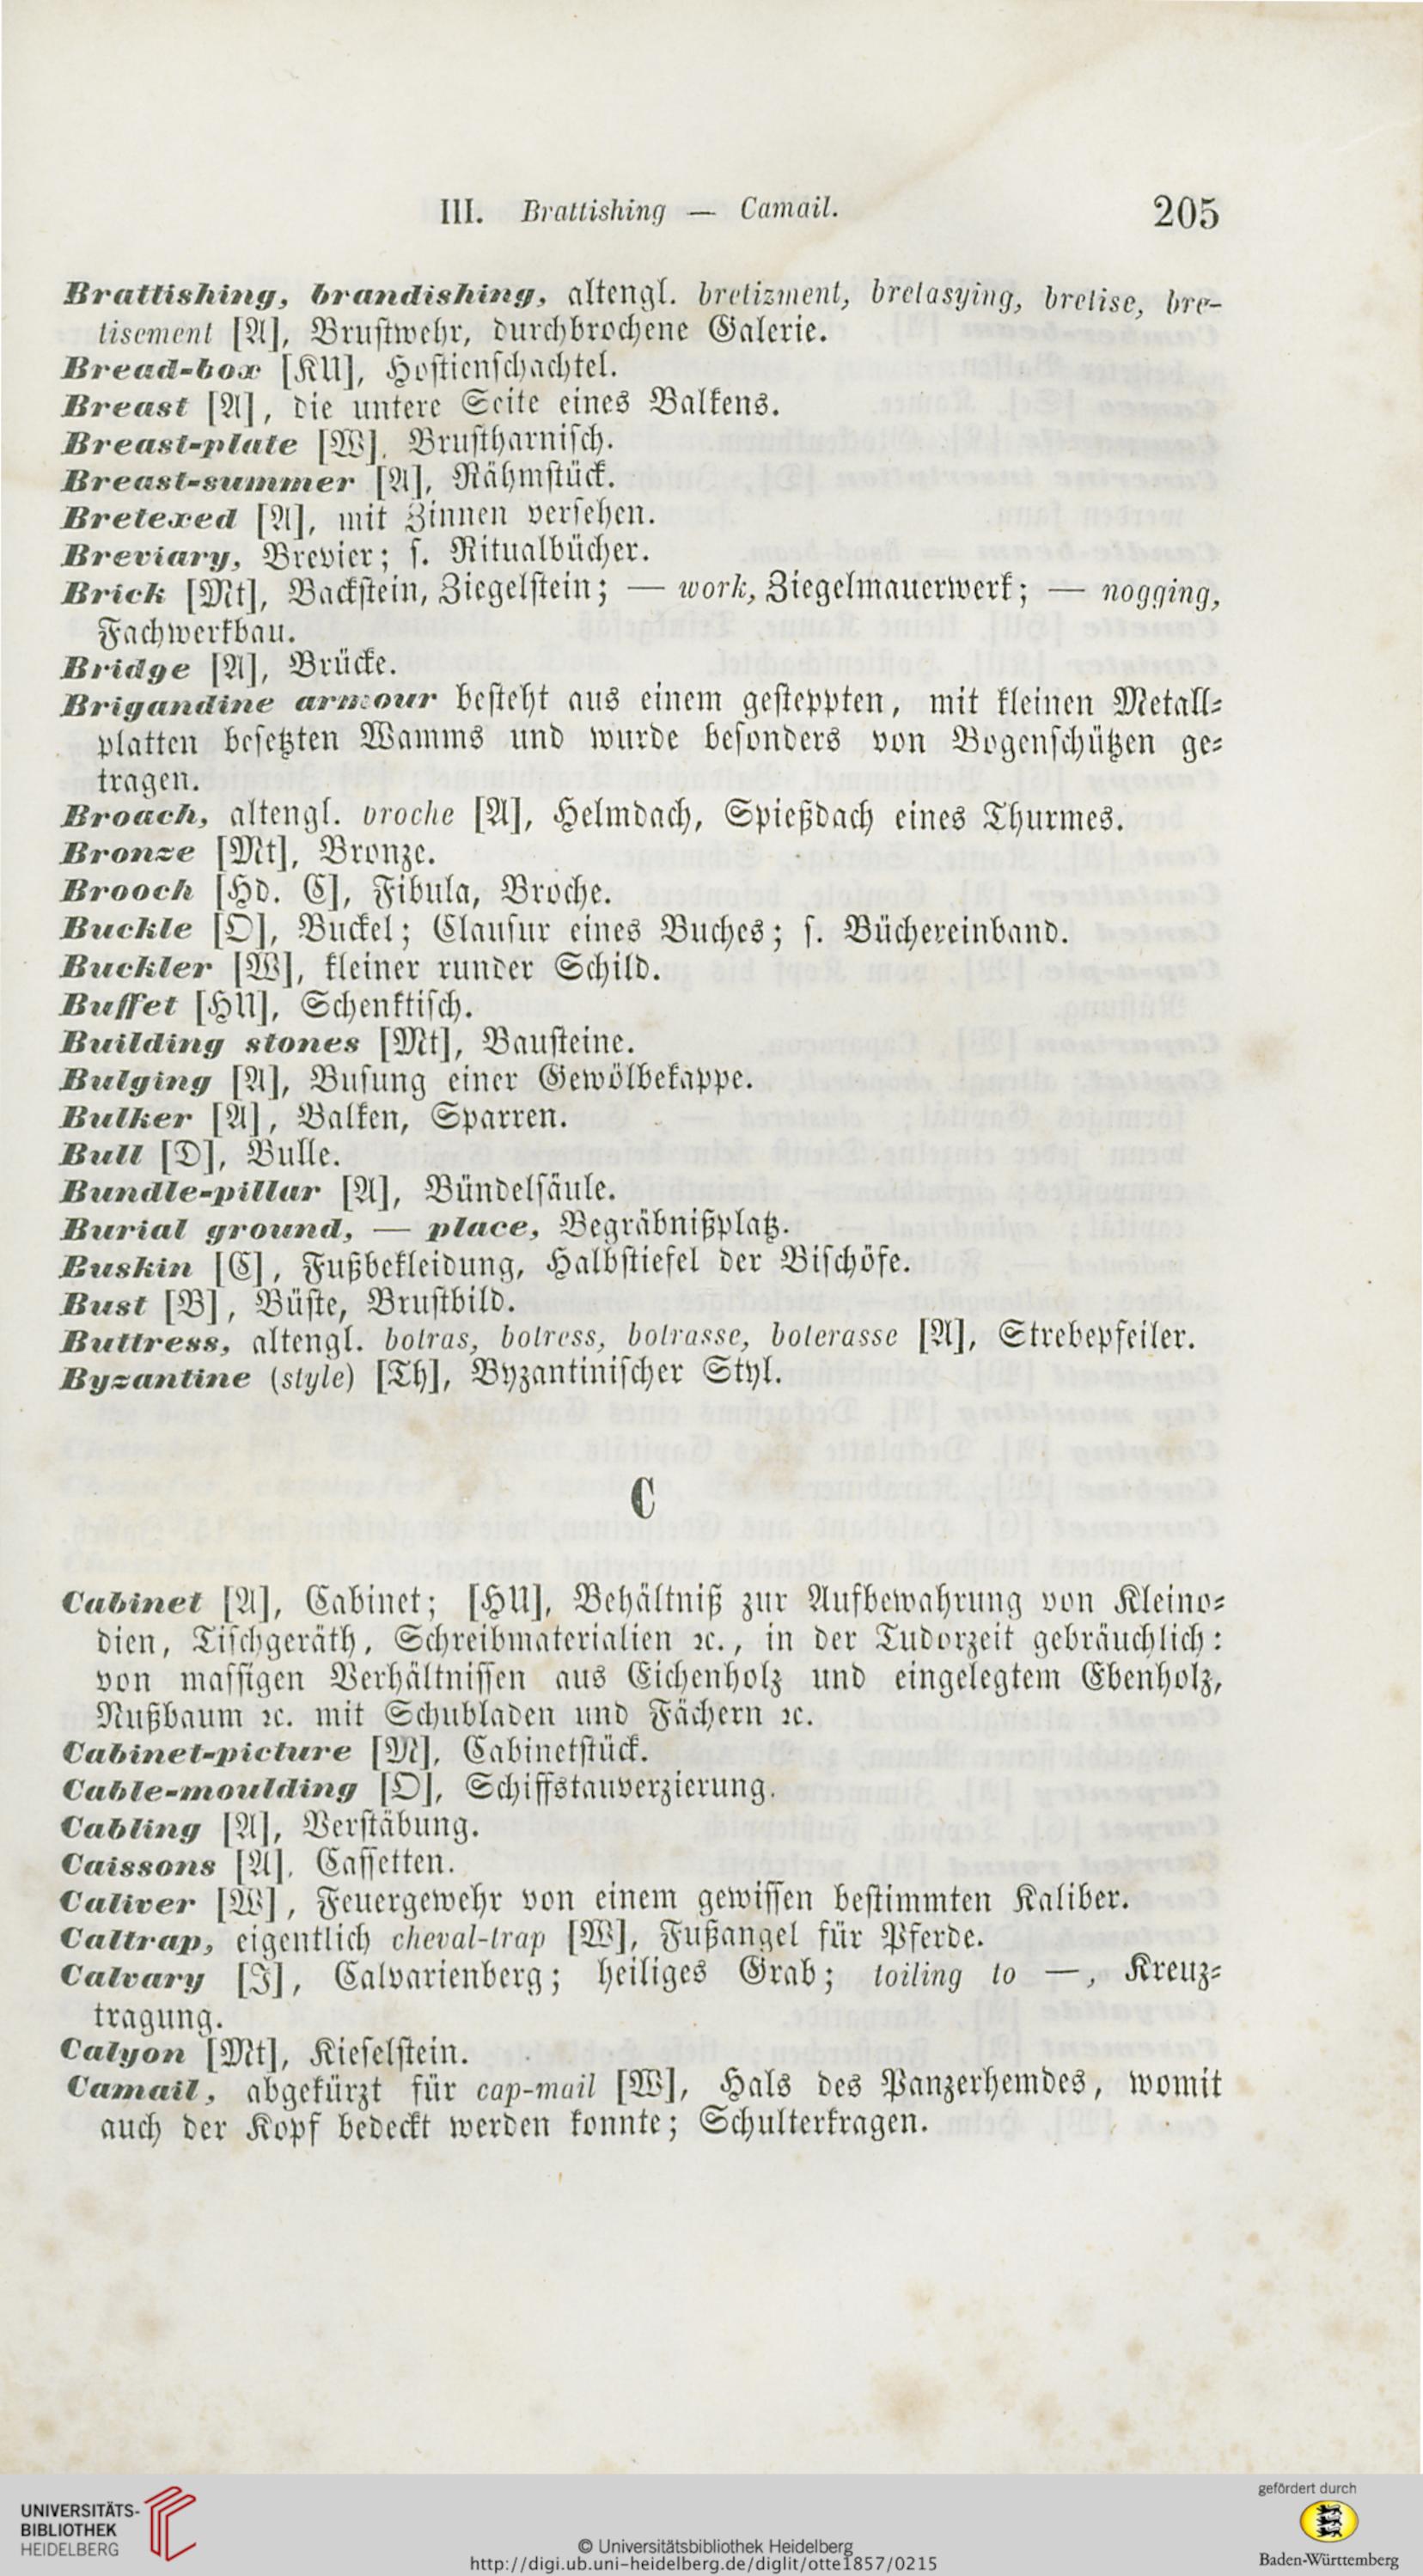 III. Brattishing — Camail. 205
Brattishing, brandishing, altengl. bretizment, bretasying, bretise, bre-
tisement [A], Brustwehr, durchbrochene Galerie.
Bread-box [KU], Hostienschachtel.
Breast [A], die untere Seite eines Balkens.
Breast-plate [W], Brustharnisch.
Breast-summer [A], Rähmstück.
Bretexed [A], mit Zinnen versehen.
Breviary, Brevier; s. Ritualbücher.
Brick [Mt], Backstein, Ziegelstein; — work, Ziegelmauerwerk; — nogging,
Fachwerkbau.
Bridge [A], Brücke.
Brigandine armour besteht aus einem gesteppten, mit kleinen Metall-
platten besetzten Wamms und wurde besonders von Bogenschützen ge-
tragen.
Broach, altengl. broche [A], Helmdach, Spießdach eines Thurmes.
Bronze [Mt], Bronze.
Brooch [Hd. C], Fibula, Broche.
Buckle [O], Buckel; Clausur eines Buches; s. Büchereinband.
Buckler [W], kleiner runder Schild.
Buffet [HU], Schenktisch.
Building stones [Mt], Bausteine.
Bulging [A], Busung einer Gewölbekappe.
Bulker [A], Balken, Sparren.
Bull [D], Bulle.
Bundle-pillar [A], Bündelsäule.
Burial ground, — place, Begräbnißplatz.
Buskin [C], Fußbekleidung, Halbstiefel der Bischöfe.
Bust [B], Büste, Brustbild.
Buttress, altengl. botras, botress, botrasse, boterasse [A], Strebepfeiler.
Byzantine (style) [Th], Byzantinischer Styl.
C
Cabinet [A], Cabinet; [HU], Behältniß zur Aufbewahrung von Kleino-
dien, Tischgeräth, Schreibmaterialien ꝛc., in der Tudorzeit gebräuchlich:
von massigen Verhältnissen aus Eichenholz und eingelegtem Ebenholz,
Nußbaum ꝛc. mit Schubladen und Fächern ꝛc.
Cabinet-picture [M], Cabinetstück.
Cable-moulding [O], Schiffstauverzierung.
Cabling [A], Verstäbung.
Caissons [A], Cassetten.
Caliver [W], Feuergewehr von einem gewissen bestimmten Kaliber.
Caltrap, eigentlich cheval-trap [W], Fußangel für Pferde.
Calvary [J], Calvarienberg; heiliges Grab; toiling to —, Kreuz-
tragung.
Calyon [Mt], Kieselstein.
Camail, abgekürzt für cap-mail [W], Hals des Panzerhemdes, womit
auch der Kopf bedeckt werden konnte; Schulterkragen.
UNIVERSITÄTS-
BIBLIOTHEK
HEIDELBERG
© Universitätsbibliothek Heidelberg
http://digi.ub.uni-heidelberg.de/diglit/otte1857/0215
gefördert durch
Baden-Württemberg